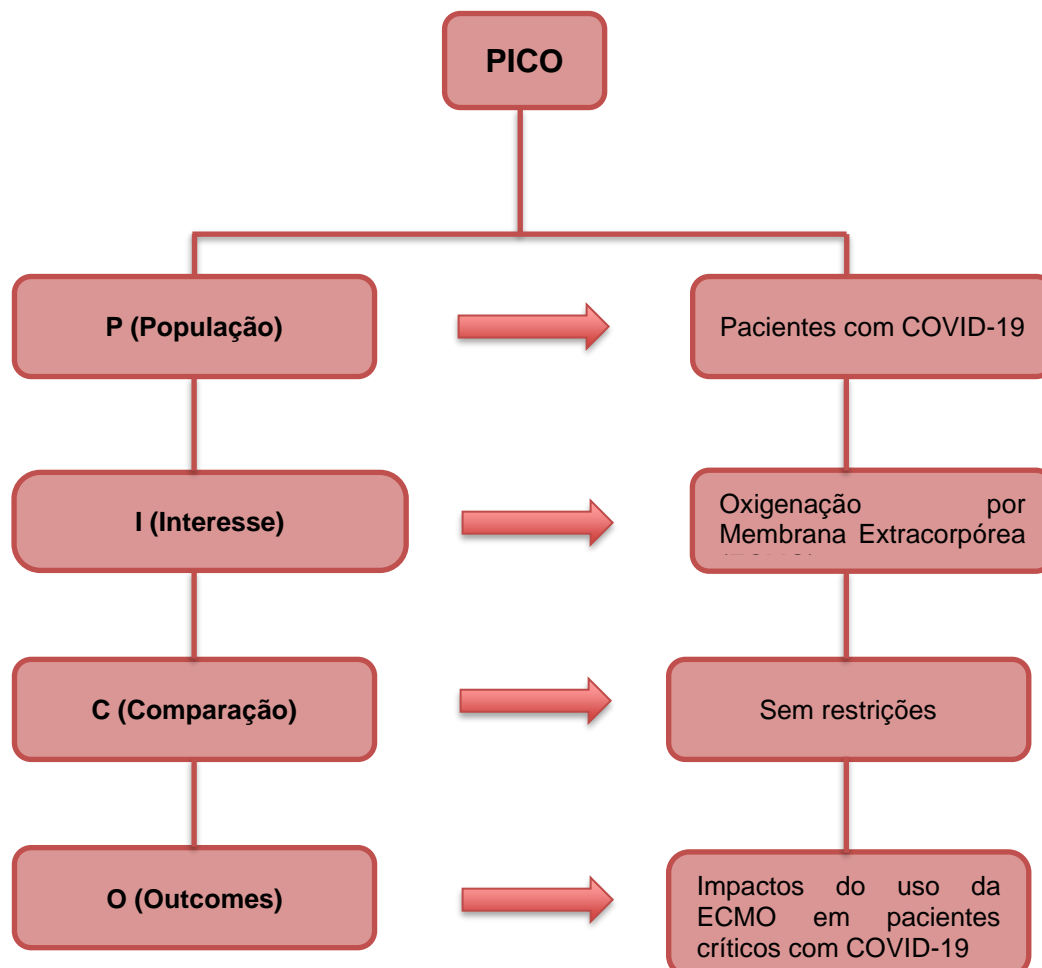 PICO
P (População)
Pacientes com COVID-19
I (Interesse)
Oxigenação por
Membrana Extracorpórea
C (Comparação)
Sem restrições
O (Outcomes)
Impactos do uso da
ECMO em pacientes
críticos com COVID-19